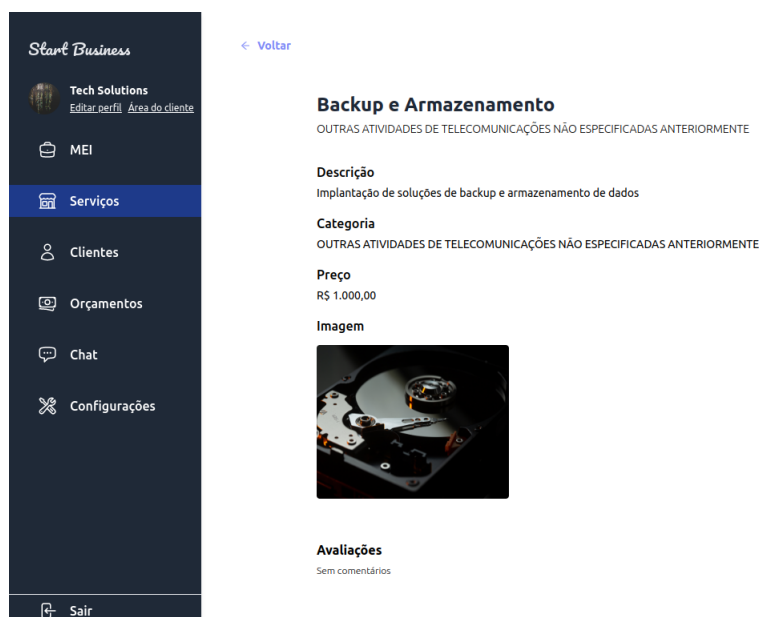 Start Business
Tech Solutions
Editar perfil Área do cliente
MEI
Serviços
Clientes
Orçamentos
Chat
Configurações
Sair
← Voltar
Backup e Armazenamento
OUTRAS ATIVIDADES DE TELECOMUNICAÇÕES NÃO ESPECIFICADAS ANTERIORMENTE
Descrição
Implantação de soluções de backup e armazenamento de dados
Categoria
OUTRAS ATIVIDADES DE TELECOMUNICAÇÕES NÃO ESPECIFICADAS ANTERIORMENTE
Preço
R$ 1.000,00
Imagem
Avaliações
Sem comentários